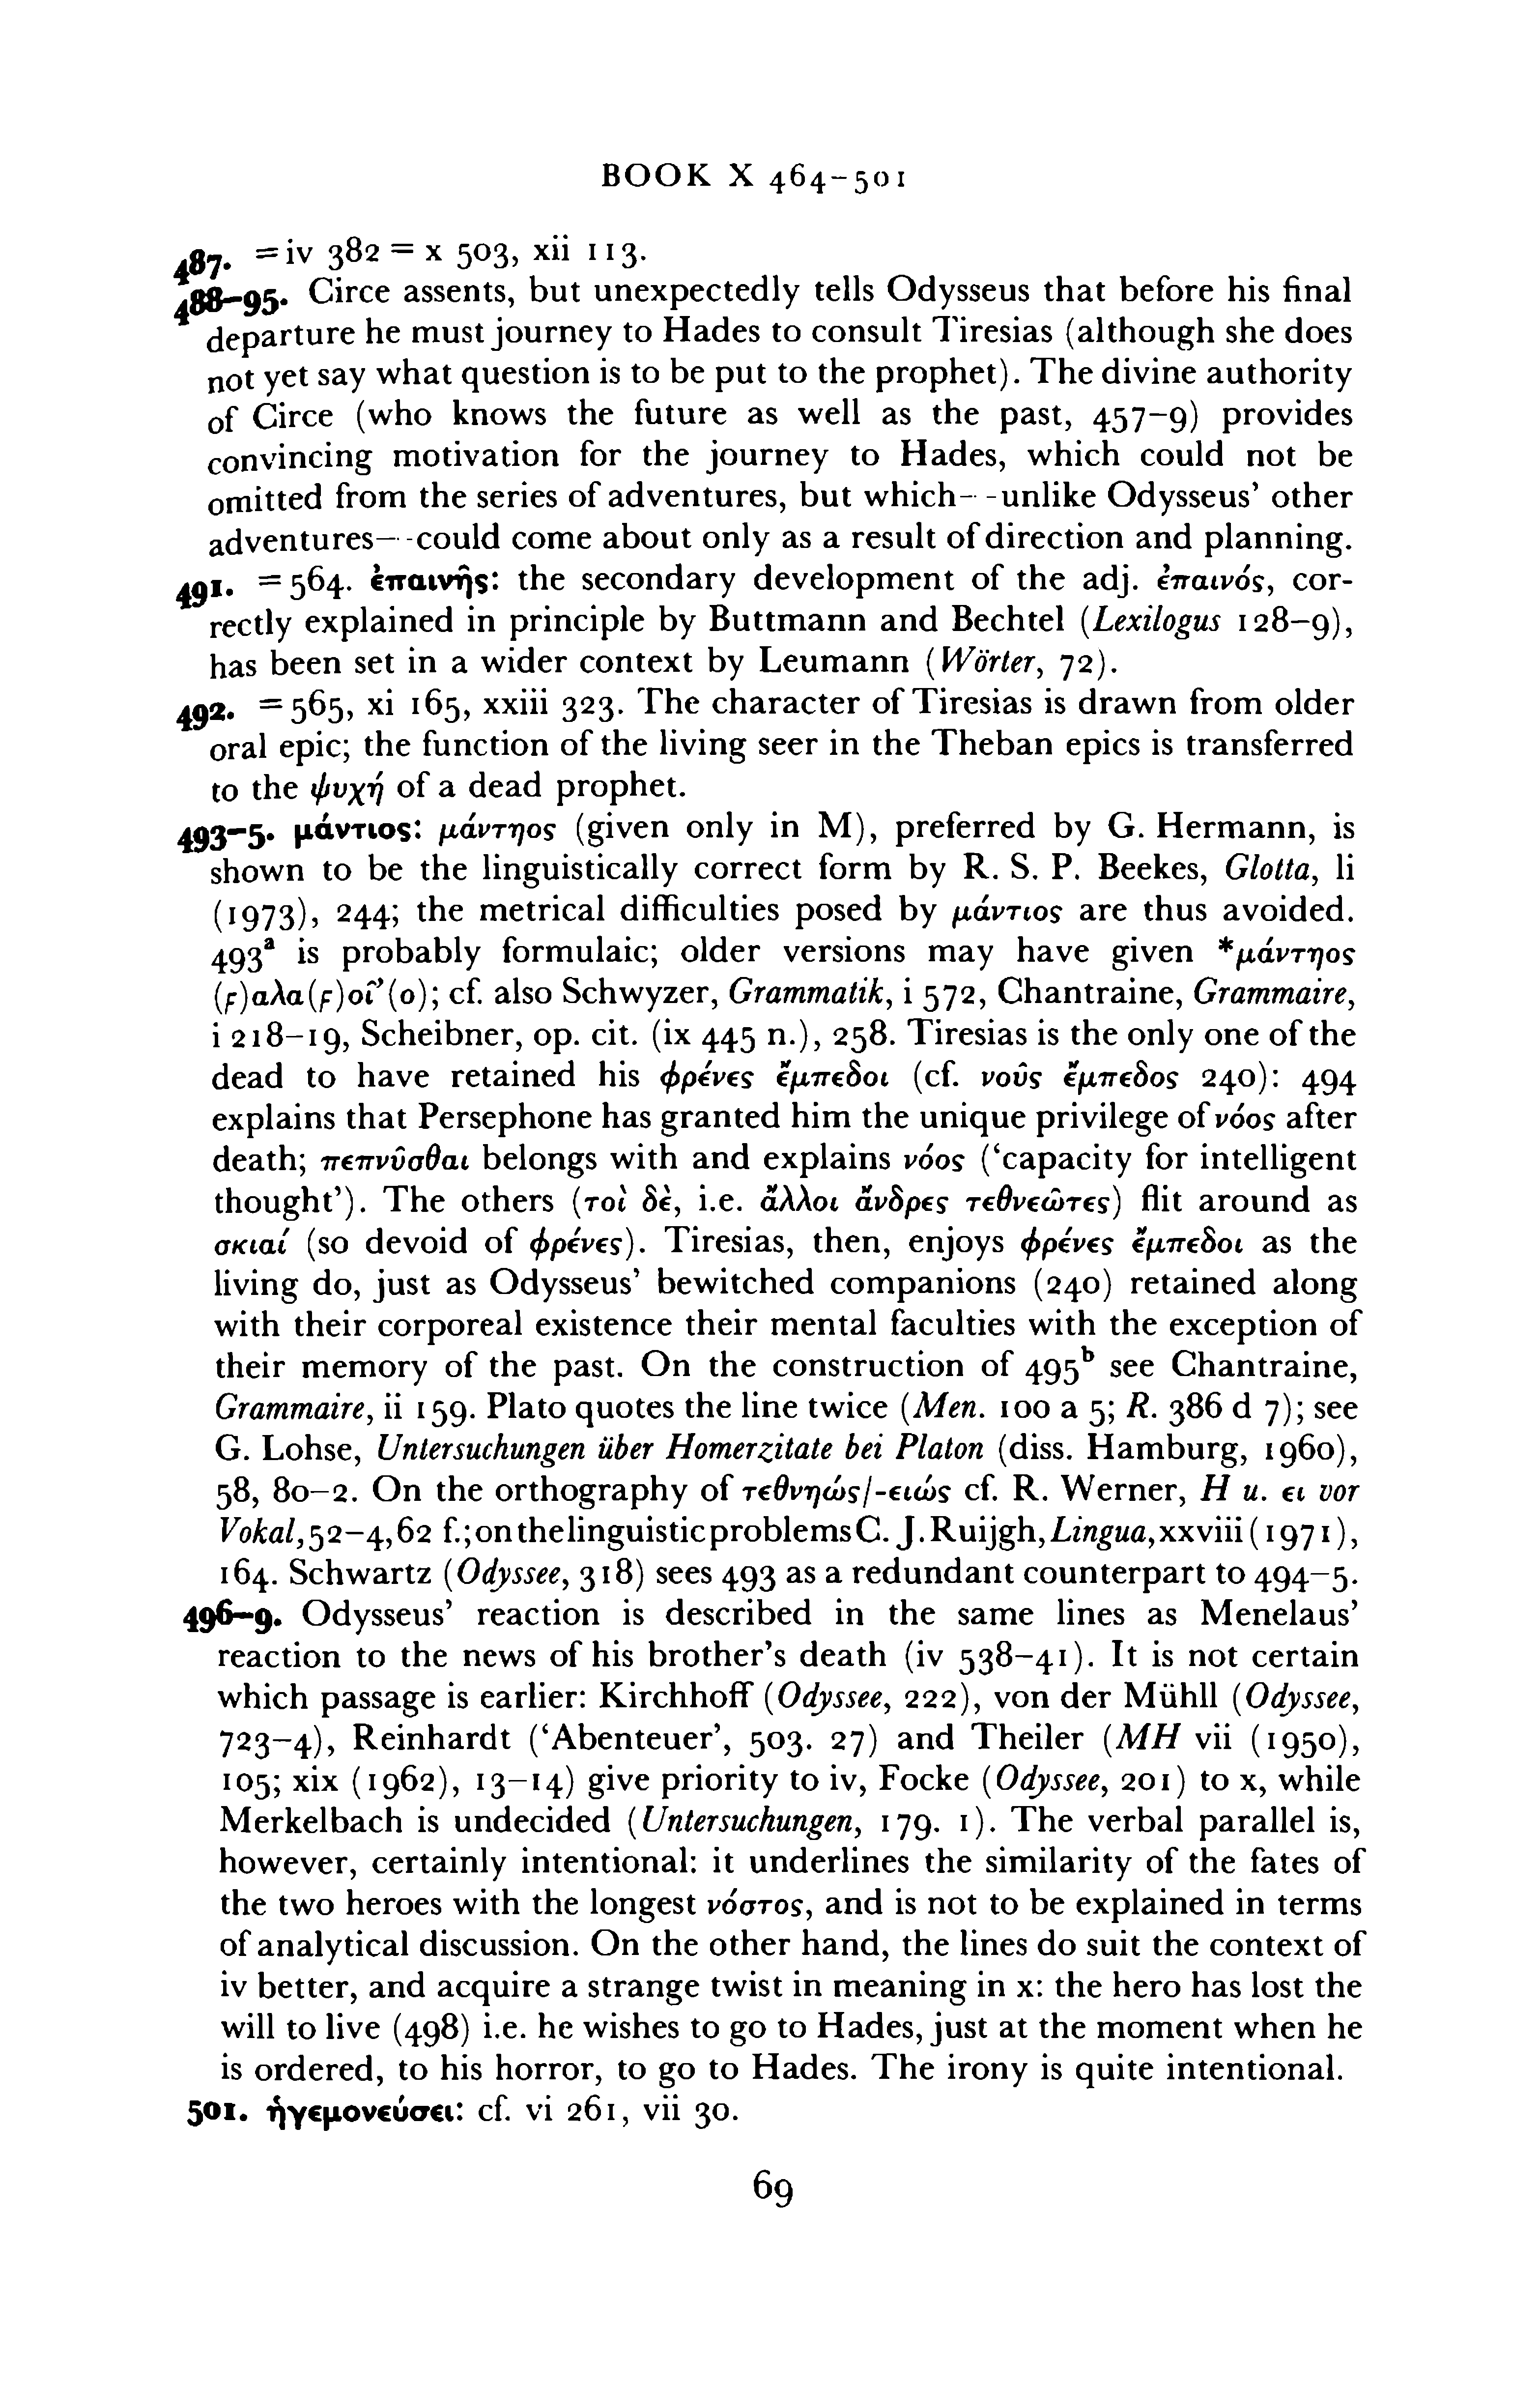 BOOK X 464–501
487. = iv 382 = x 503, xii 113.
488–95. Circe assents, but unexpectedly tells Odysseus that before his final
departure he must journey to Hades to consult Tiresias (although she does
not yet say what question is to be put to the prophet). The divine authority
of Circe (who knows the future as well as the past, 457–9) provides
convincing motivation for the journey to Hades, which could not be
omitted from the series of adventures, but which--unlike Odysseus’ other
adventures—-could come about only as a result of direction and planning.
491. = 564. ἐπαινῆς: the secondary development of the adj. ἐπαινός, cor-
rectly explained in principle by Buttmann and Bechtel (Lexilogus 128–9),
has been set in a wider context by Leumann (Wörter, 72).
492. = 565, xi 165, xxiii 323. The character of Tiresias is drawn from older
oral epic; the function of the living seer in the Theban epics is transferred
to the ψυχή of a dead prophet.
493–5. μάντιος: μάντηος (given only in M), preferred by G. Hermann, is
shown to be the linguistically correct form by R. S. P. Beekes, Glotta, li
(1973), 244; the metrical difficulties posed by μάντιος are thus avoided.
493ᵃ is probably formulaic; older versions may have given *μάντηος
(ϝ)αλα(ϝ)οῖ’(ο); cf. also Schwyzer, Grammatik, i 572, Chantraine, Grammaire,
i 218–19, Scheibner, op. cit. (ix 445 n.), 258. Tiresias is the only one of the
dead to have retained his φρένες ἔμπεδοι (cf. νοῦς ἔμπεδος 240): 494
explains that Persephone has granted him the unique privilege of νόος after
death; πεπνῦσθαι belongs with and explains νόος (‘capacity for intelligent
thought’). The others (τοὶ δέ, i.e. ἄλλοι ἄνδρες τεθνεῶτες) flit around as
σκιαί (so devoid of φρένες). Tiresias, then, enjoys φρένες ἔμπεδοι as the
living do, just as Odysseus’ bewitched companions (240) retained along
with their corporeal existence their mental faculties with the exception of
their memory of the past. On the construction of 495ᵇ see Chantraine,
Grammaire, ii 159. Plato quotes the line twice (Men. 100 a 5; R. 386 d 7); see
G. Lohse, Untersuchungen über Homerzitate bei Platon (diss. Hamburg, 1960),
58, 80–2. On the orthography of τεθνηώς/-ειώς cf. R. Werner, H u. ει vor
Vokal, 52–4, 62 f.; on the linguistic problems C. J. Ruijgh, Lingua, xxviii (1971),
164. Schwartz (Odyssee, 318) sees 493 as a redundant counterpart to 494–5.
496–9. Odysseus’ reaction is described in the same lines as Menelaus’
reaction to the news of his brother’s death (iv 538–41). It is not certain
which passage is earlier: Kirchhoff (Odyssee, 222), von der Mühll (Odyssee,
723–4), Reinhardt (‘Abenteuer’, 503. 27) and Theiler (MH vii (1950),
105; xix (1962), 13–14) give priority to iv, Focke (Odyssee, 201) to x, while
Merkelbach is undecided (Untersuchungen, 179. 1). The verbal parallel is,
however, certainly intentional: it underlines the similarity of the fates of
the two heroes with the longest νόστος, and is not to be explained in terms
of analytical discussion. On the other hand, the lines do suit the context of
iv better, and acquire a strange twist in meaning in x: the hero has lost the
will to live (498) i.e. he wishes to go to Hades, just at the moment when he
is ordered, to his horror, to go to Hades. The irony is quite intentional.
501. ἡγεμονεύσει: cf. vi 261, vii 30.
69